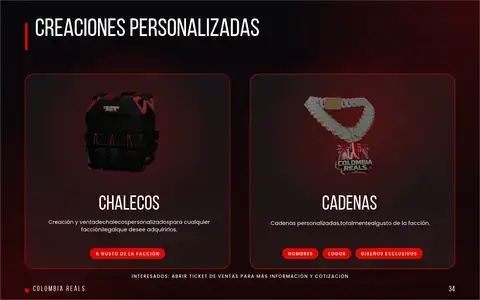 CREACIONES PERSONALIZADAS
COLOMBIA
REALS
CHALECOS
Creación y ventadechalecospersonalizadospara cualquier
facciónilegalque desee adquirirlos.
A GUSTO DE LA FACCIÓN
COLOMBIA
REALS
CADENAS
Cadenas personalizadas,totalmentealgusto de la facción.
NOMBRES LOGOS DISEÑOS EXCLUSIVOS
INTERESADOS: ABRIR TICKET DE VENTAS PARA MÁS INFORMACIÓN Y COTIZACIÓN
COLOMBIA REALS
34